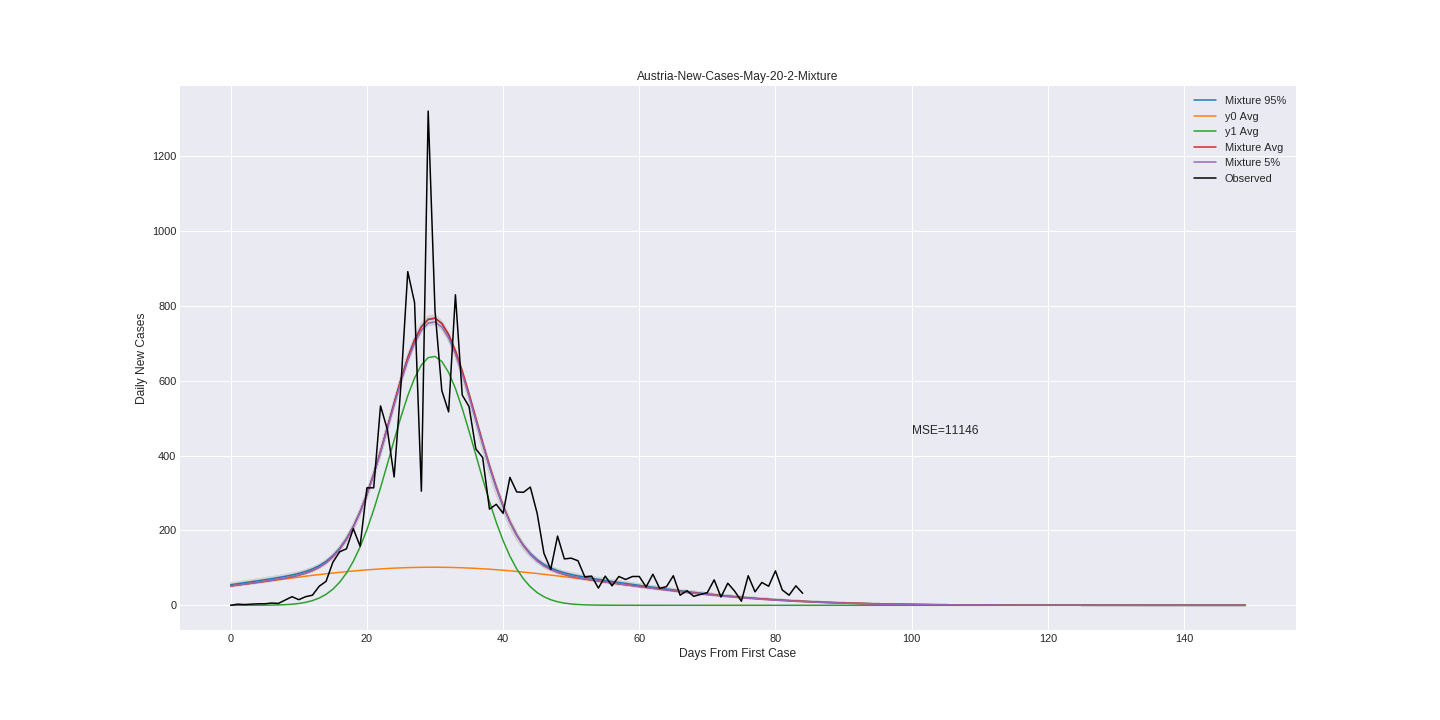 Austria-New-Cases-May-20-2-Mixture
Mixture 95%
y0 Avg
y1 Avg
Mixture Avg
Mixture 5%
Observed
1200
1000
800
600
400
200
0
Daily New Cases
MSE=11146
0 20 40 60 80 100 120 140
Days From First Case